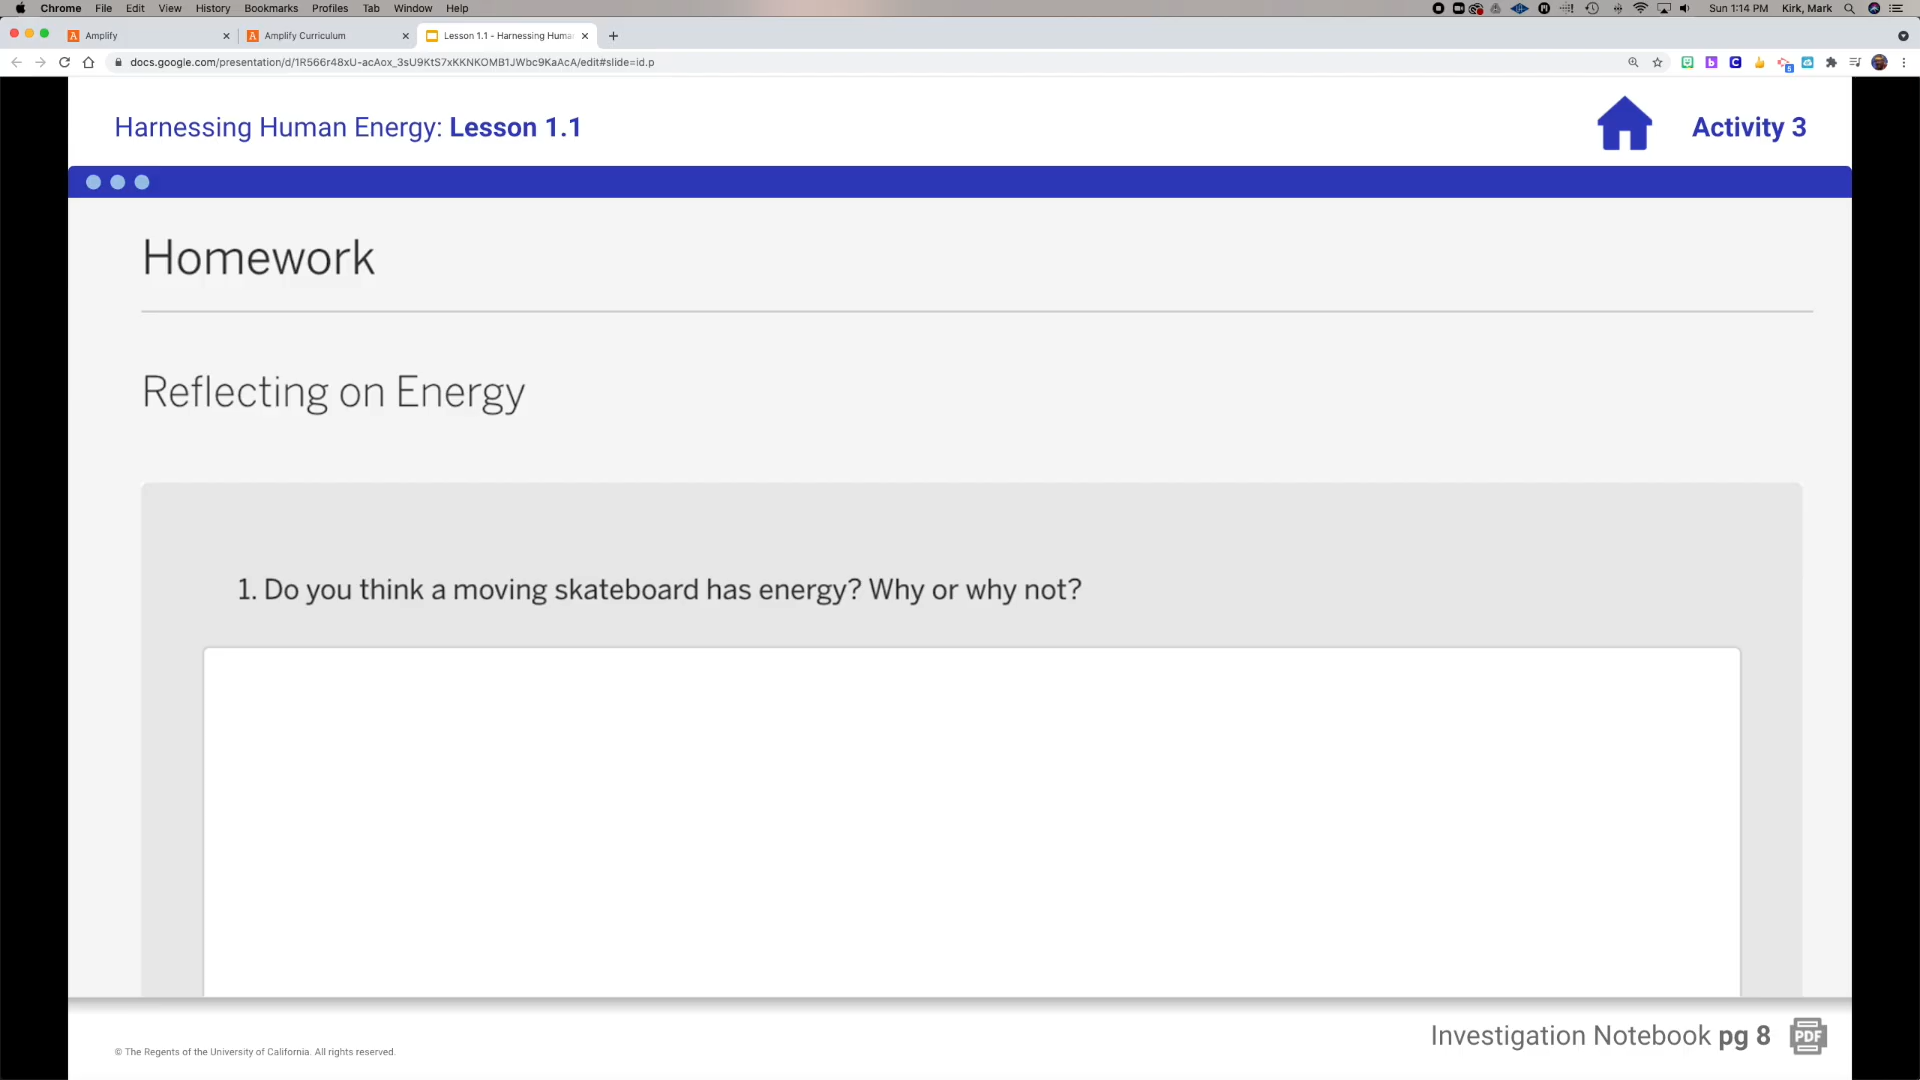 Chrome File Edit View History Bookmarks Profiles Tab Window Help Sun 1:14 PM Kirk, Mark
Amplify Amplify Curriculum Lesson 1.1 - Harnessing Huma
docs.google.com/presentation/d/1R566r48xU-acAox_3sU9KtS7xKKNKOMB1JWbc9KaAcA/edit#slide=id.p
Harnessing Human Energy: Lesson 1.1
Activity 3
Homework
Reflecting on Energy
1. Do you think a moving skateboard has energy? Why or why not?
Investigation Notebook pg 8
PDF
© The Regents of the University of California. All rights reserved.